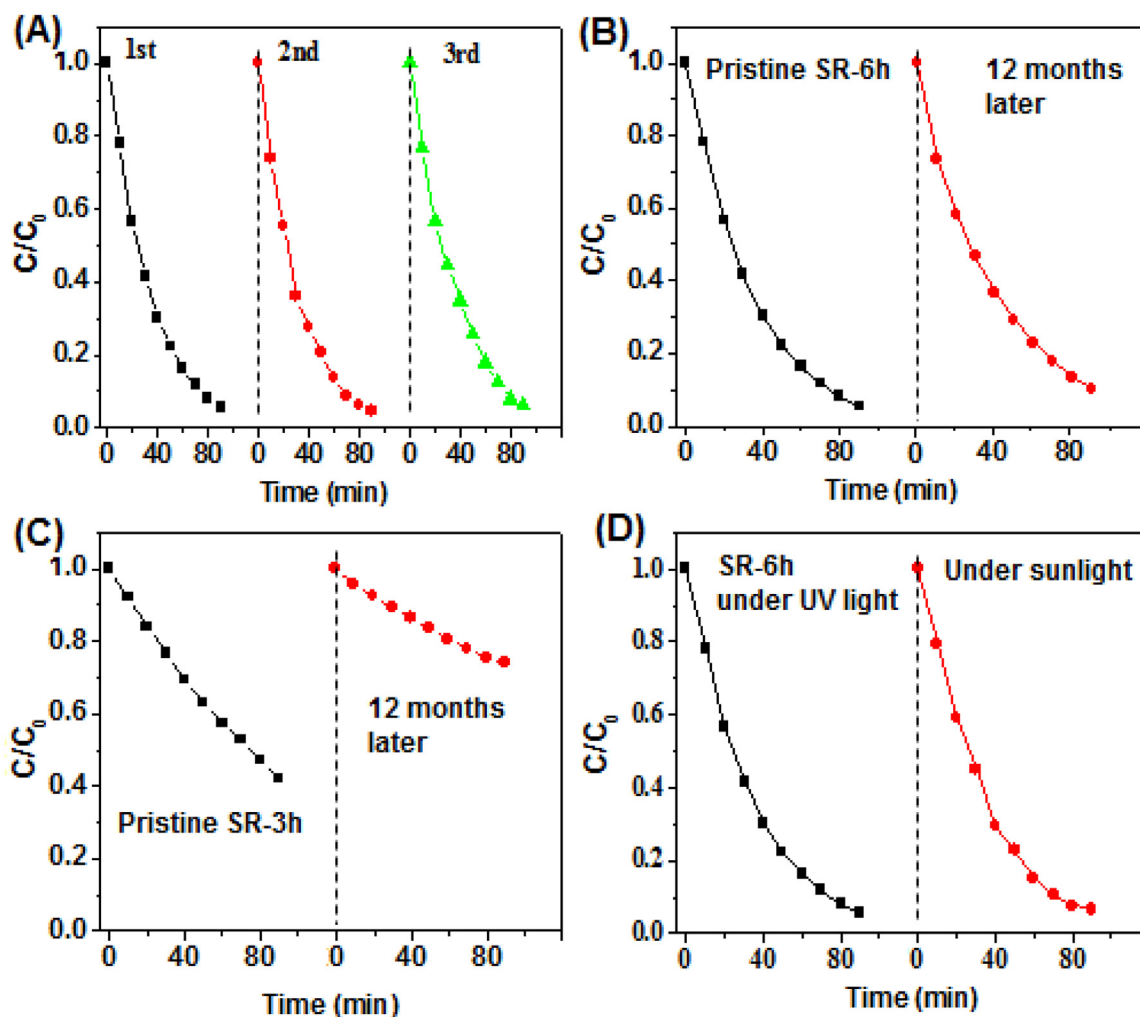 (A)
1st
2nd
3rd
C/C0
1.0
0.8
0.6
0.4
0.2
0.0
0 40 80 0 40 80 0 40 80
Time (min)
(B)
Pristine SR-6h
12 months
later
C/C0
1.0
0.8
0.6
0.4
0.2
0.0
0 40 80 0 40 80
Time (min)
(C)
12 months
later
Pristine SR-3h
C/C0
1.0
0.8
0.6
0.4
0.2
0.0
0 40 80 0 40 80
Time (min)
(D)
SR-6h
under UV light
Under sunlight
C/C0
1.0
0.8
0.6
0.4
0.2
0.0
0 40 80 0 40 80
Time (min)